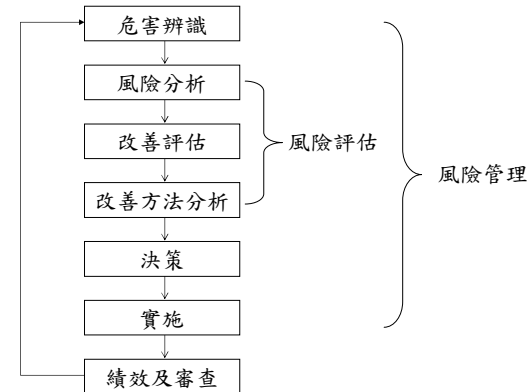 危害辨識
風險分析
改善評估
風險評估
改善方法分析
風險管理
決策
實施
績效及審查